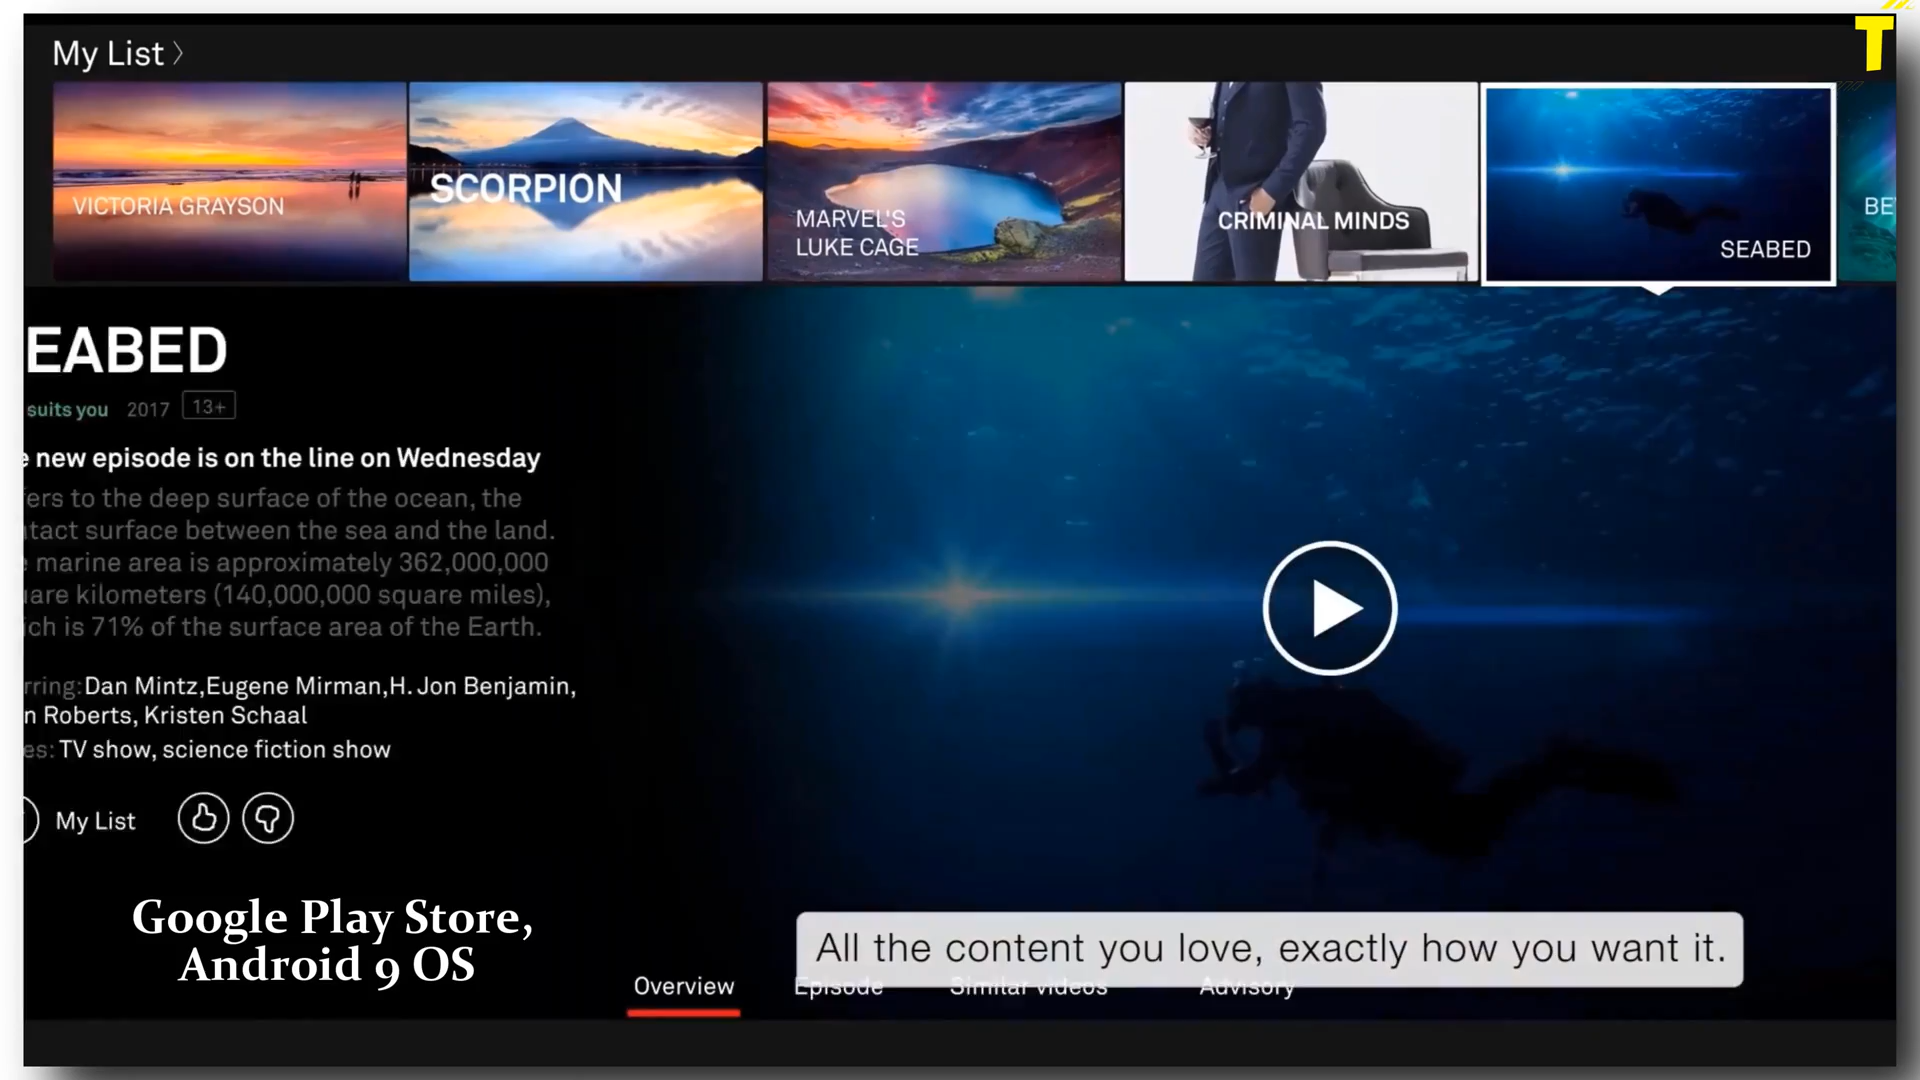 My List >
T
VICTORIA GRAYSON
SCORPION
MARVEL'S
LUKE CAGE
CRIMINAL MINDS
SEABED
BE
EABED
suits you 2017 13+
e new episode is on the line on Wednesday
ers to the deep surface of the ocean, the
tact surface between the sea and the land.
e marine area is approximately 362,000,000
are kilometers (140,000,000 square miles),
ich is 71% of the surface area of the Earth.
rring: Dan Mintz,Eugene Mirman,H. Jon Benjamin,
n Roberts, Kristen Schaal
es: TV show, science fiction show
My List
Google Play Store,
Android 9 OS
All the content you love, exactly how you want it.
Overview Episode Similar videos Advisory